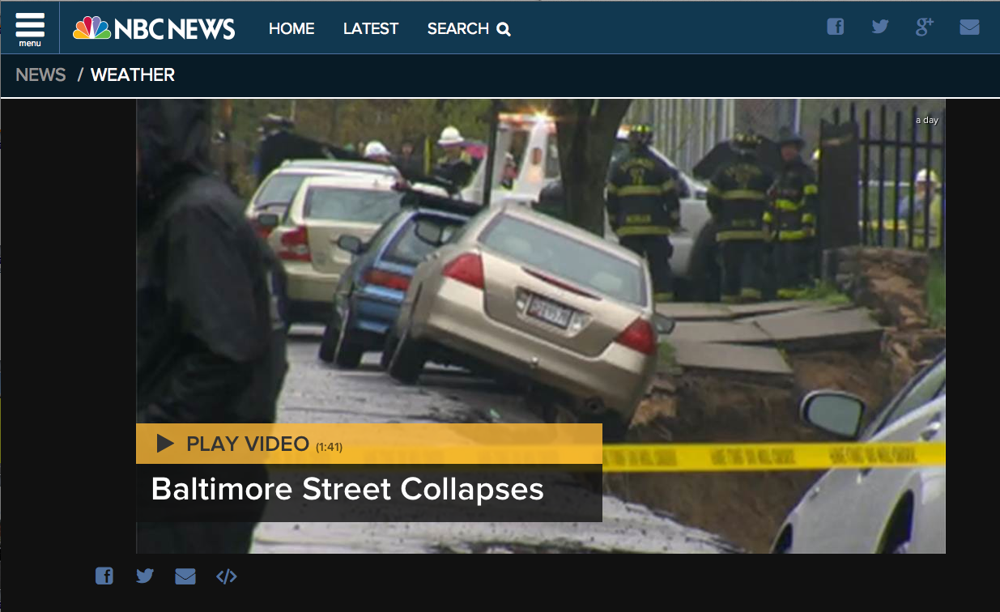 menu
NBC NEWS
HOME
LATEST
SEARCH
NEWS / WEATHER
a day
PLAY VIDEO (1:41)
Baltimore Street Collapses